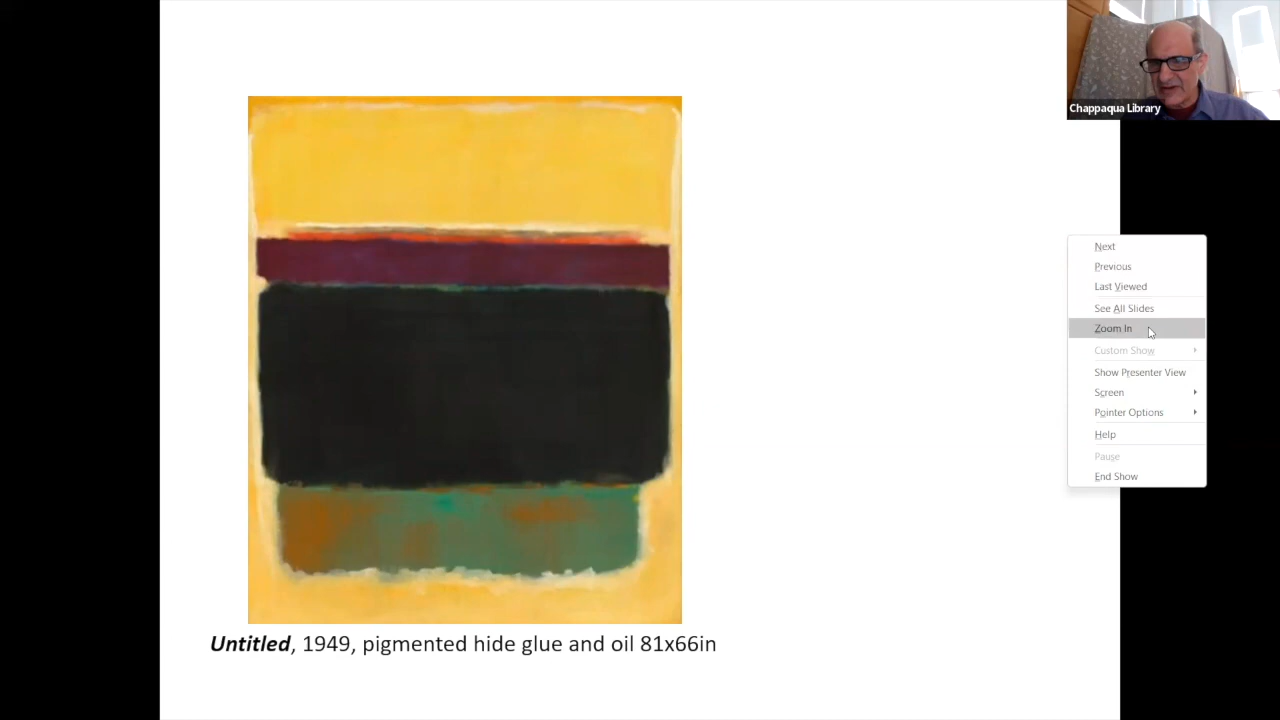 Chappaqua Library
Next
Previous
Last Viewed
See All Slides
Zoom In
Custom Show
Show Presenter View
Screen
Pointer Options
Help
Pause
End Show
Untitled, 1949, pigmented hide glue and oil 81x66in